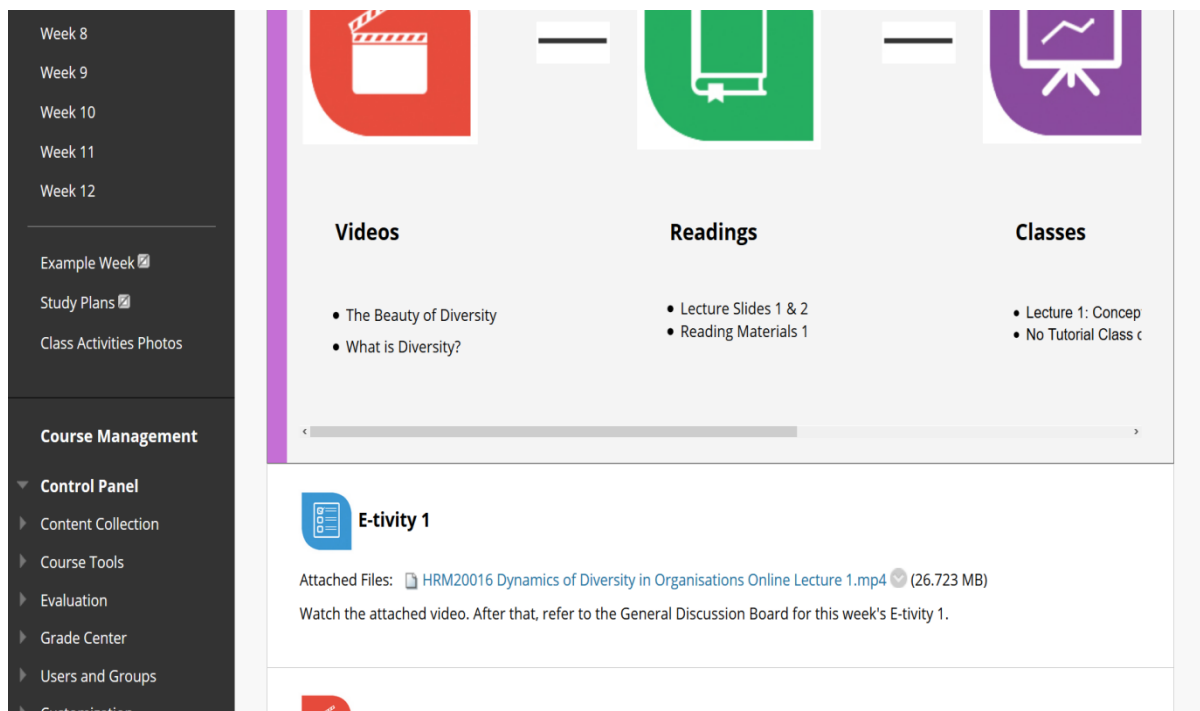 Week 8
Week 9
Week 10
Week 11
Week 12
Example Week
Study Plans
Class Activities Photos
Course Management
Control Panel
Content Collection
Course Tools
Evaluation
Grade Center
Users and Groups
Videos
• The Beauty of Diversity
• What is Diversity?
Readings
• Lecture Slides 1 & 2
• Reading Materials 1
Classes
• Lecture 1: Concep
• No Tutorial Class
E-tivity 1
Attached Files: HRM20016 Dynamics of Diversity in Organisations Online Lecture 1.mp4 (26.723 MB)
Watch the attached video. After that, refer to the General Discussion Board for this week's E-tivity 1.